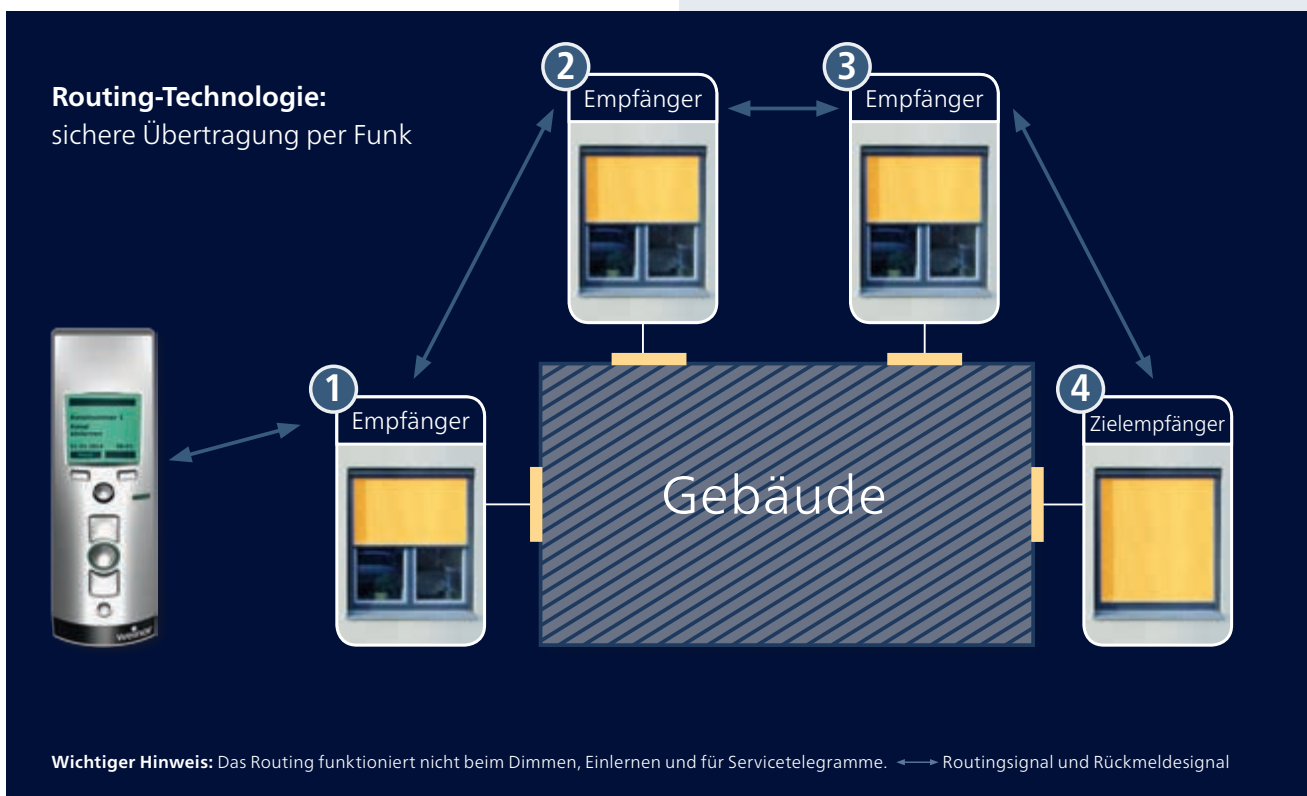 Routing-Technologie:
sichere Übertragung per Funk
2
Empfänger
3
Empfänger
1
Empfänger
4
Zielempfänger
Gebäude
weinor
Wichtiger Hinweis: Das Routing funktioniert nicht beim Dimmen, Einlernen und für Servicetelegramme. ⟷ Routingsignal und Rückmeldesignal